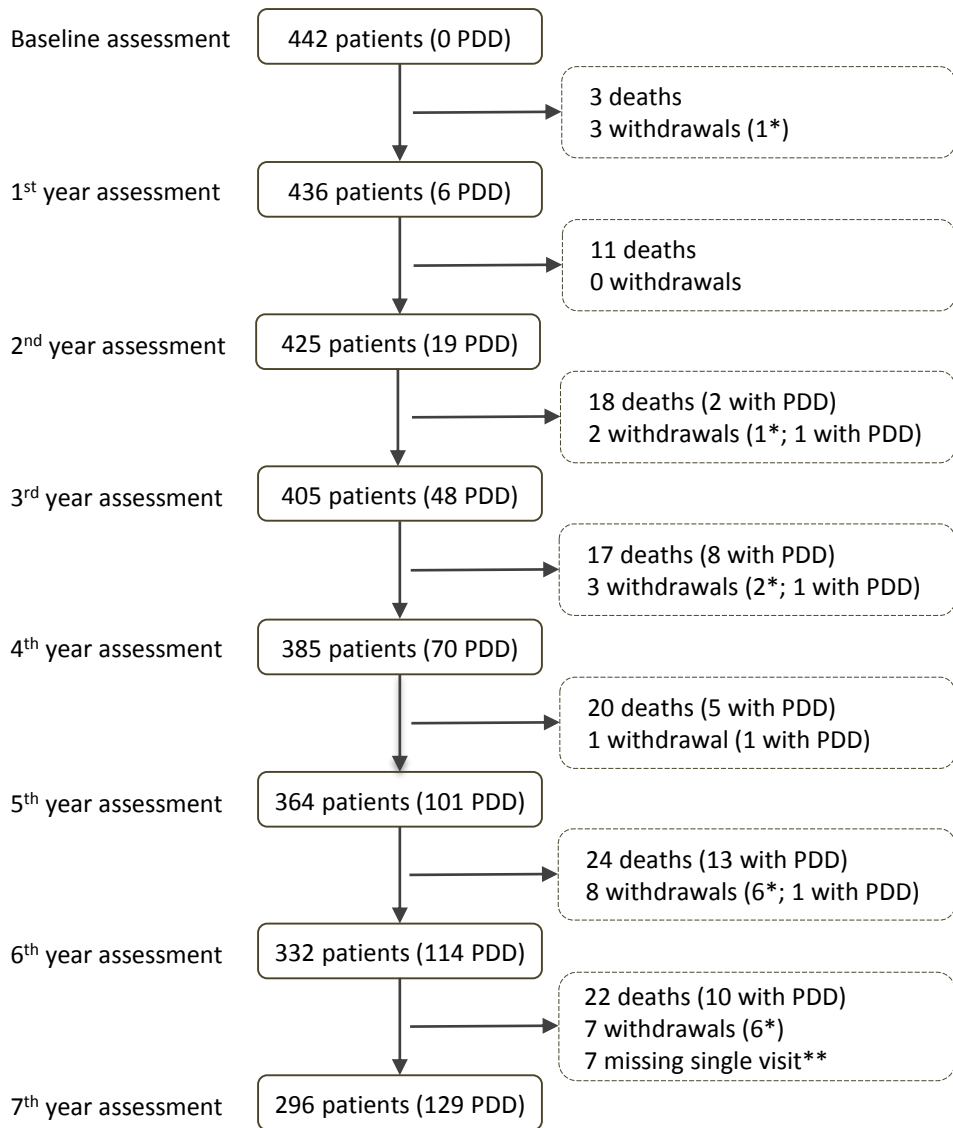 Baseline assessment
442 patients (0 PDD)
3 deaths
3 withdrawals (1*)
1st year assessment
436 patients (6 PDD)
11 deaths
0 withdrawals
2nd year assessment
425 patients (19 PDD)
18 deaths (2 with PDD)
2 withdrawals (1*; 1 with PDD)
3rd year assessment
405 patients (48 PDD)
17 deaths (8 with PDD)
3 withdrawals (2*; 1 with PDD)
4th year assessment
385 patients (70 PDD)
20 deaths (5 with PDD)
1 withdrawal (1 with PDD)
5th year assessment
364 patients (101 PDD)
24 deaths (13 with PDD)
8 withdrawals (6*; 1 with PDD)
6th year assessment
332 patients (114 PDD)
22 deaths (10 with PDD)
7 withdrawals (6*)
7 missing single visit**
7th year assessment
296 patients (129 PDD)